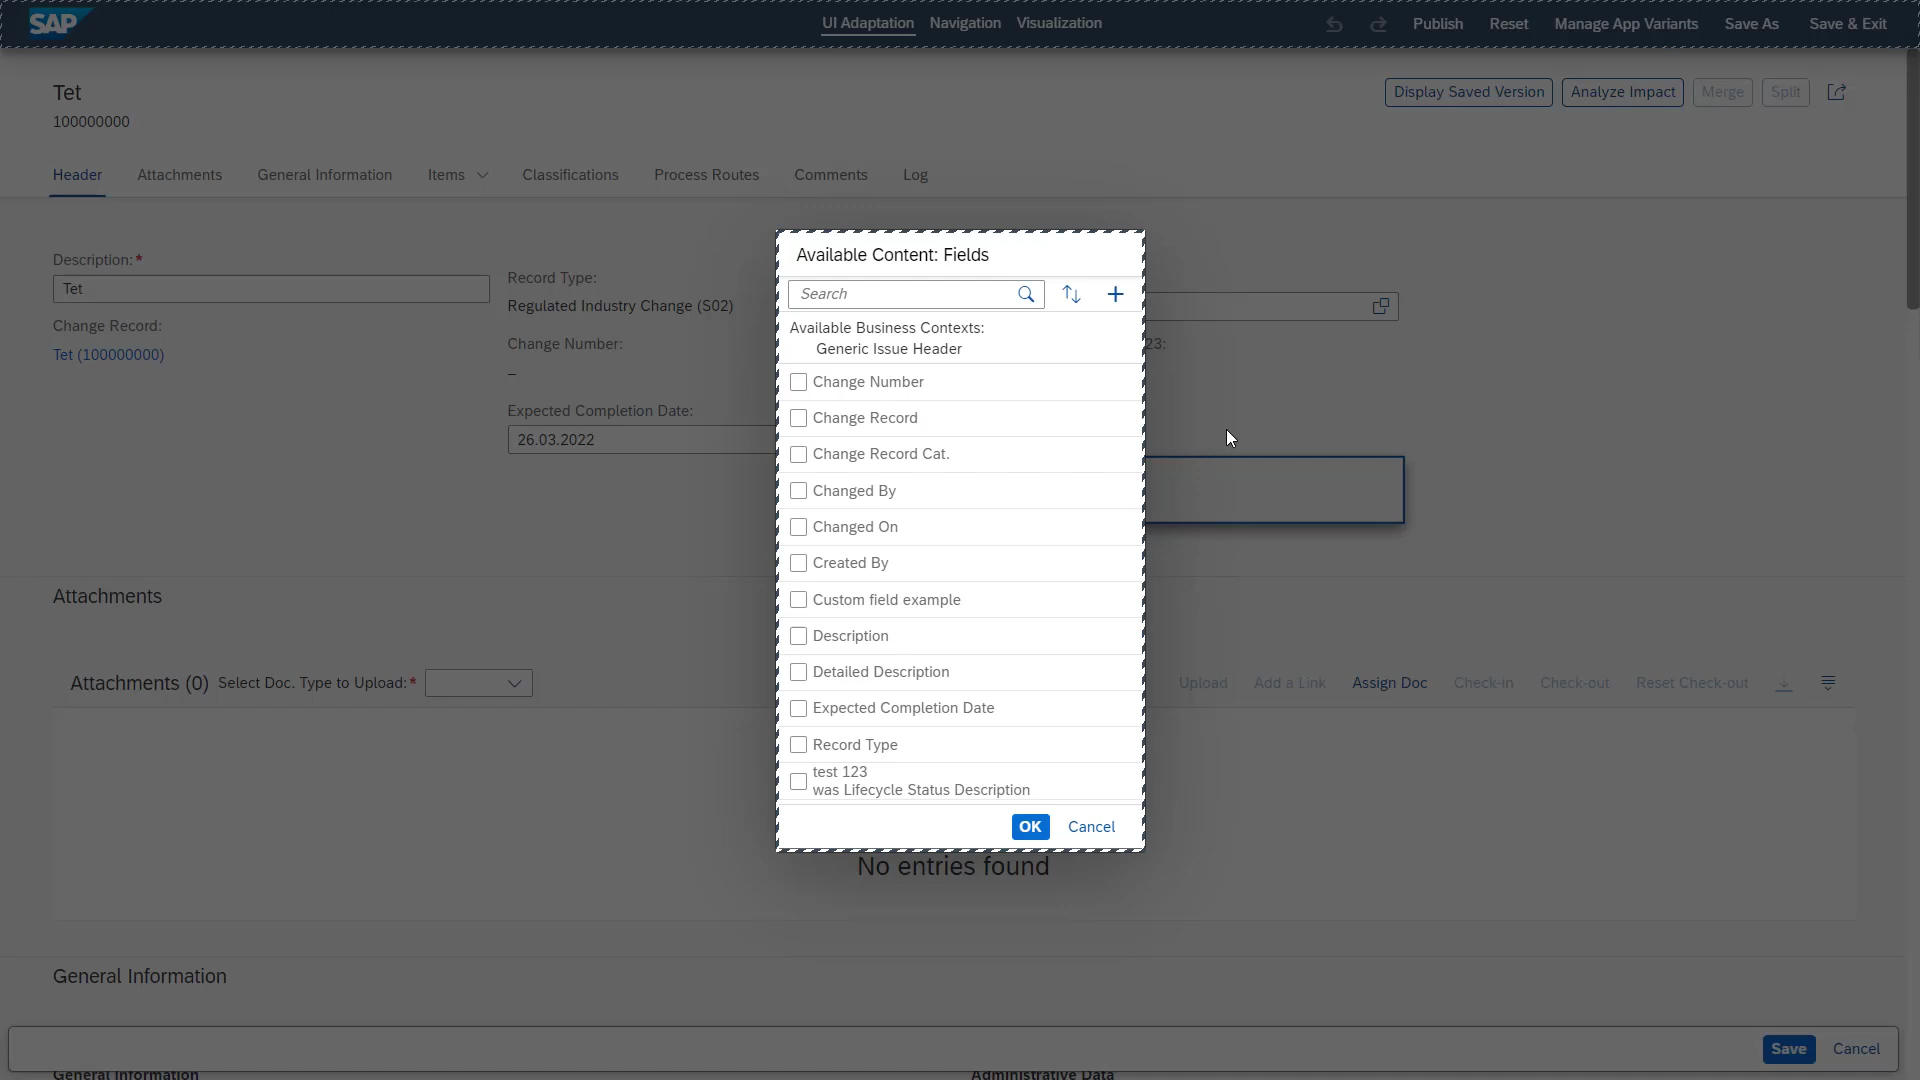 SAP
UI Adaptation Navigation Visualization
Publish Reset Manage App Variants Save As Save & Exit
Tet
100000000
Display Saved Version Analyze Impact Merge Split
Header Attachments General Information Items Classifications Process Routes Comments Log
Description:*
Tet
Change Record:
Tet (100000000)
Record Type:
Regulated Industry Change (S02)
Change Number:
–
Expected Completion Date:
26.03.2022
23:
Available Content: Fields
Search
Available Business Contexts:
Generic Issue Header
Change Number
Change Record
Change Record Cat.
Changed By
Changed On
Created By
Custom field example
Description
Detailed Description
Expected Completion Date
Record Type
test 123
was Lifecycle Status Description
OK Cancel
Attachments
Attachments (0) Select Doc. Type to Upload:*
Upload Add a Link Assign Doc Check-in Check-out Reset Check-out
No entries found
General Information
Save Cancel
General Information
Administrative Data